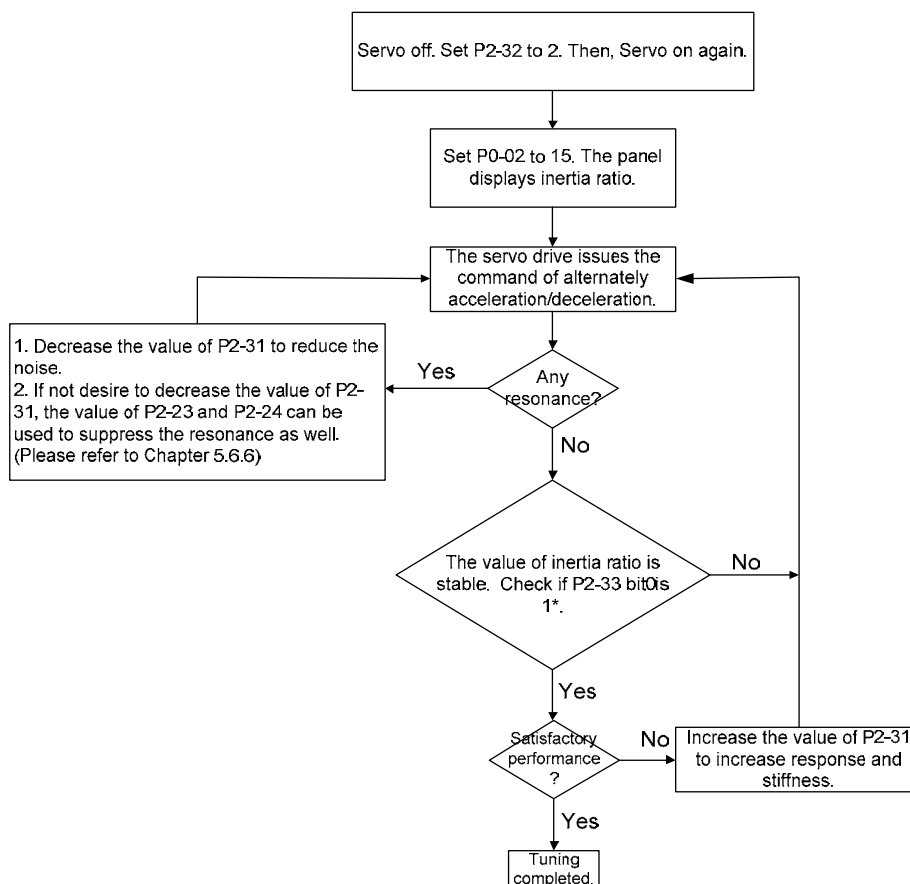 Servo off. Set P2-32 to 2. Then, Servo on again.
Set P0-02 to 15. The panel
displays inertia ratio.
The servo drive issues the
command of alternately
acceleration/deceleration.
1. Decrease the value of P2-31 to reduce the
noise.
2. If not desire to decrease the value of P2-
31, the value of P2-23 and P2-24 can be
used to suppress the resonance as well.
(Please refer to Chapter 5.6.6)
Yes
Any
resonance?
No
The value of inertia ratio is
stable. Check if P2-33 bit0 is
1*.
No
Yes
Satisfactory
performance
?
No
Increase the value of P2-31
to increase response and
stiffness.
Yes
Tuning
completed.